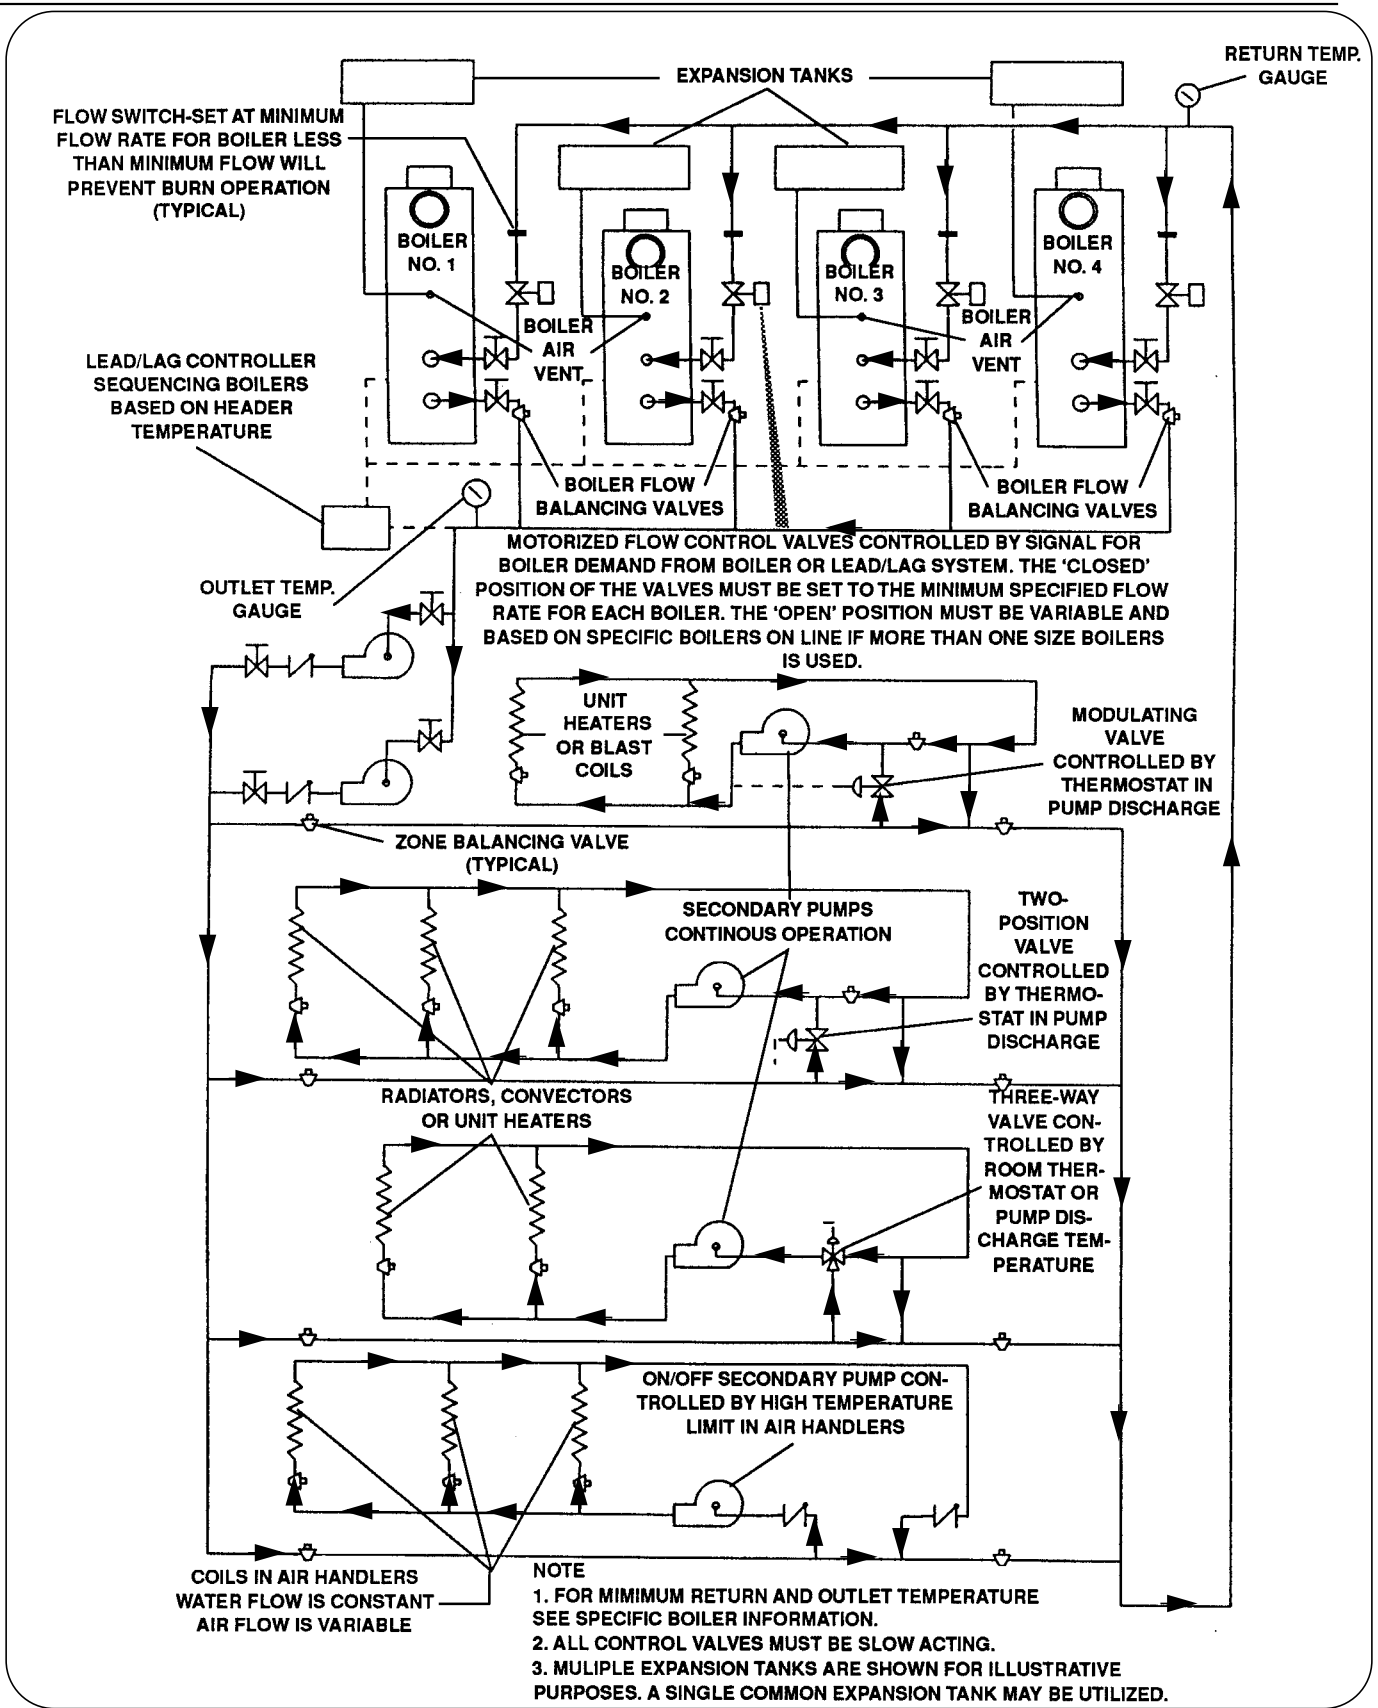 RETURN TEMP.
GAUGE
EXPANSION TANKS
FLOW SWITCH-SET AT MINIMUM
FLOW RATE FOR BOILER LESS
THAN MINIMUM FLOW WILL
PREVENT BURN OPERATION
(TYPICAL)
BOILER
NO. 1
BOILER
NO. 2
BOILER
NO. 3
BOILER
NO. 4
BOILER
AIR
VENT
BOILER
AIR
VENT
LEAD/LAG CONTROLLER
SEQUENCING BOILERS
BASED ON HEADER
TEMPERATURE
BOILER FLOW
BALANCING VALVES
BOILER FLOW
BALANCING VALVES
OUTLET TEMP.
GAUGE
MOTORIZED FLOW CONTROL VALVES CONTROLLED BY SIGNAL FOR
BOILER DEMAND FROM BOILER OR LEAD/LAG SYSTEM. THE 'CLOSED'
POSITION OF THE VALVES MUST BE SET TO THE MINIMUM SPECIFIED FLOW
RATE FOR EACH BOILER. THE 'OPEN' POSITION MUST BE VARIABLE AND
BASED ON SPECIFIC BOILERS ON LINE IF MORE THAN ONE SIZE BOILERS
IS USED.
UNIT
HEATERS
OR BLAST
COILS
MODULATING
VALVE
CONTROLLED BY
THERMOSTAT IN
PUMP DISCHARGE
ZONE BALANCING VALVE
(TYPICAL)
SECONDARY PUMPS
CONTINOUS OPERATION
TWO-
POSITION
VALVE
CONTROLLED
BY THERMO-
STAT IN PUMP
DISCHARGE
RADIATORS, CONVECTORS
OR UNIT HEATERS
THREE-WAY
VALVE CON-
TROLLED BY
ROOM THER-
MOSTAT OR
PUMP DIS-
CHARGE TEM-
PERATURE
ON/OFF SECONDARY PUMP CON-
TROLLED BY HIGH TEMPERATURE
LIMIT IN AIR HANDLERS
COILS IN AIR HANDLERS
WATER FLOW IS CONSTANT
AIR FLOW IS VARIABLE
NOTE
1. FOR MIMIMUM RETURN AND OUTLET TEMPERATURE
SEE SPECIFIC BOILER INFORMATION.
2. ALL CONTROL VALVES MUST BE SLOW ACTING.
3. MULIPLE EXPANSION TANKS ARE SHOWN FOR ILLUSTRATIVE
PURPOSES. A SINGLE COMMON EXPANSION TANK MAY BE UTILIZED.